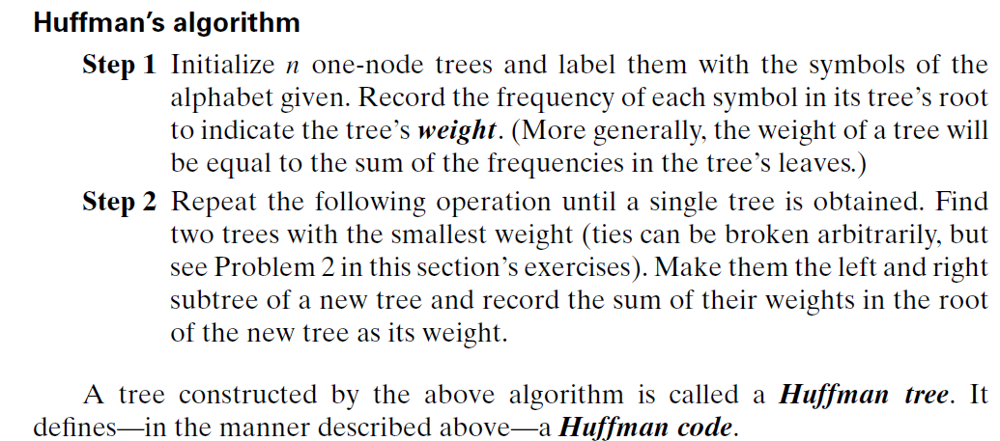 Huffman’s algorithm
Step 1 Initialize n one-node trees and label them with the symbols of the
alphabet given. Record the frequency of each symbol in its tree’s root
to indicate the tree’s weight. (More generally, the weight of a tree will
be equal to the sum of the frequencies in the tree’s leaves.)
Step 2 Repeat the following operation until a single tree is obtained. Find
two trees with the smallest weight (ties can be broken arbitrarily, but
see Problem 2 in this section’s exercises). Make them the left and right
subtree of a new tree and record the sum of their weights in the root
of the new tree as its weight.
A tree constructed by the above algorithm is called a Huffman tree. It
defines—in the manner described above—a Huffman code.